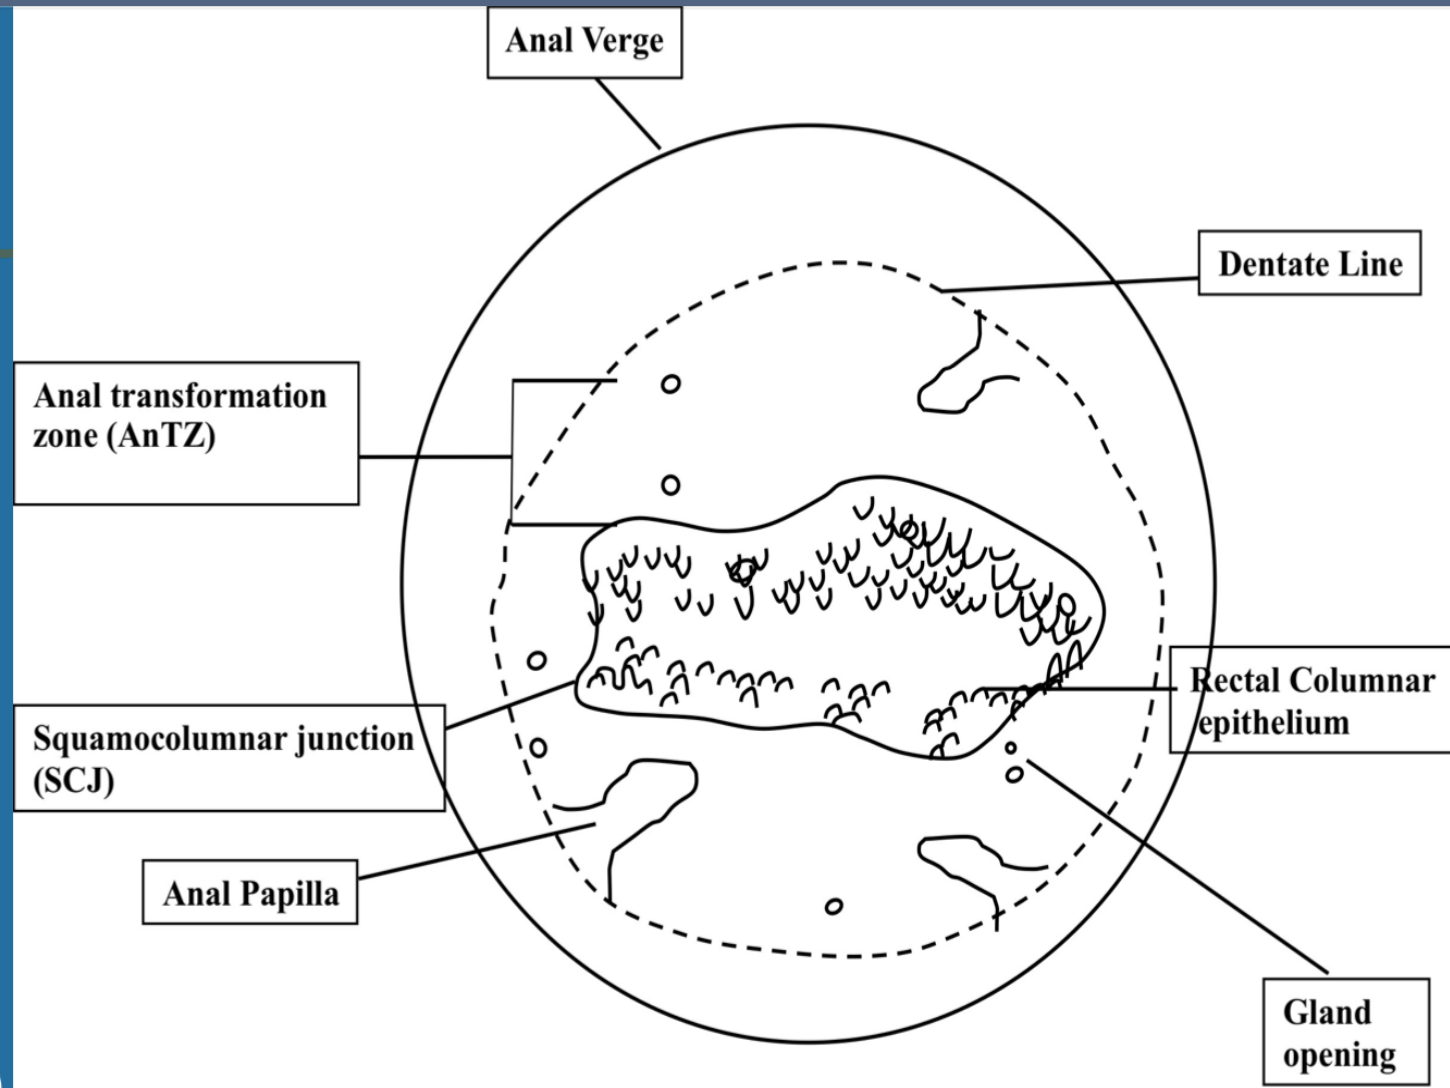 Anal Verge
Dentate Line
Anal transformation
zone (AnTZ)
Rectal Columnar
epithelium
Squamocolumnar junction
(SCJ)
Anal Papilla
Gland
opening